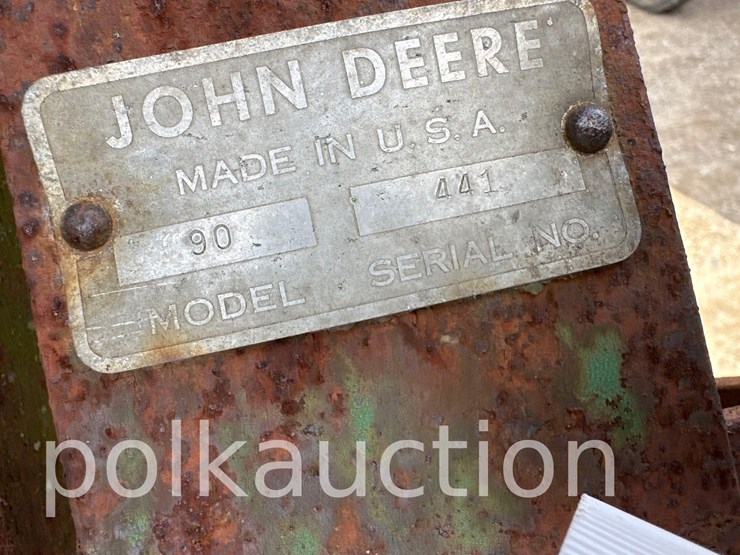 JOHN DEERE
MADE IN U.S.A.
90 441
MODEL SERIAL NO.
polkauction